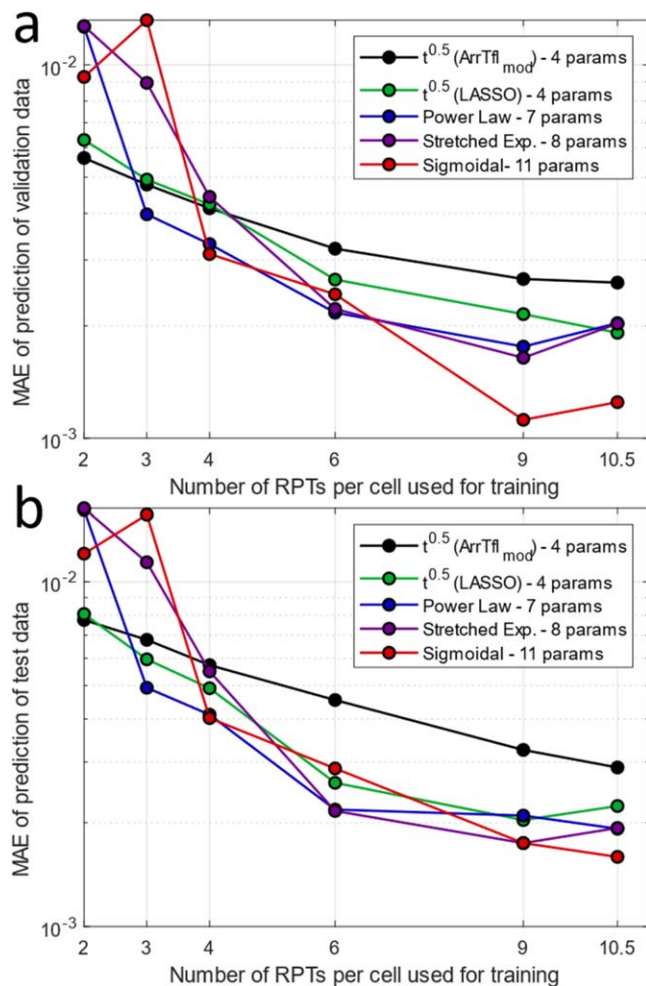 a
MAE of prediction of validation data
10^-2
10^-3
t^0.5 (ArrTfl_mod) - 4 params
t^0.5 (LASSO) - 4 params
Power Law - 7 params
Stretched Exp. - 8 params
Sigmoidal- 11 params
2 3 4 6 9 10.5
Number of RPTs per cell used for training
b
MAE of prediction of test data
10^-2
10^-3
t^0.5 (ArrTfl_mod) - 4 params
t^0.5 (LASSO) - 4 params
Power Law - 7 params
Stretched Exp. - 8 params
Sigmoidal - 11 params
2 3 4 6 9 10.5
Number of RPTs per cell used for training